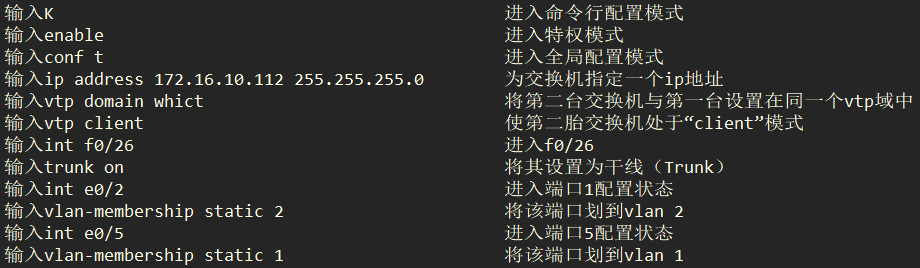 输入K 进入命令行配置模式
输入enable 进入特权模式
输入conf t 进入全局配置模式
输入ip address 172.16.10.112 255.255.255.0 为交换机指定一个ip地址
输入vtp domain whict 将第二台交换机与第一台设置在同一个vtp域中
输入vtp client 使第二胎交换机处于“client”模式
输入int f0/26 进入f0/26
输入trunk on 将其设置为干线（Trunk）
输入int e0/2 进入端口1配置状态
输入vlan-membership static 2 将该端口划到vlan 2
输入int e0/5 进入端口5配置状态
输入vlan-membership static 1 将该端口划到vlan 1